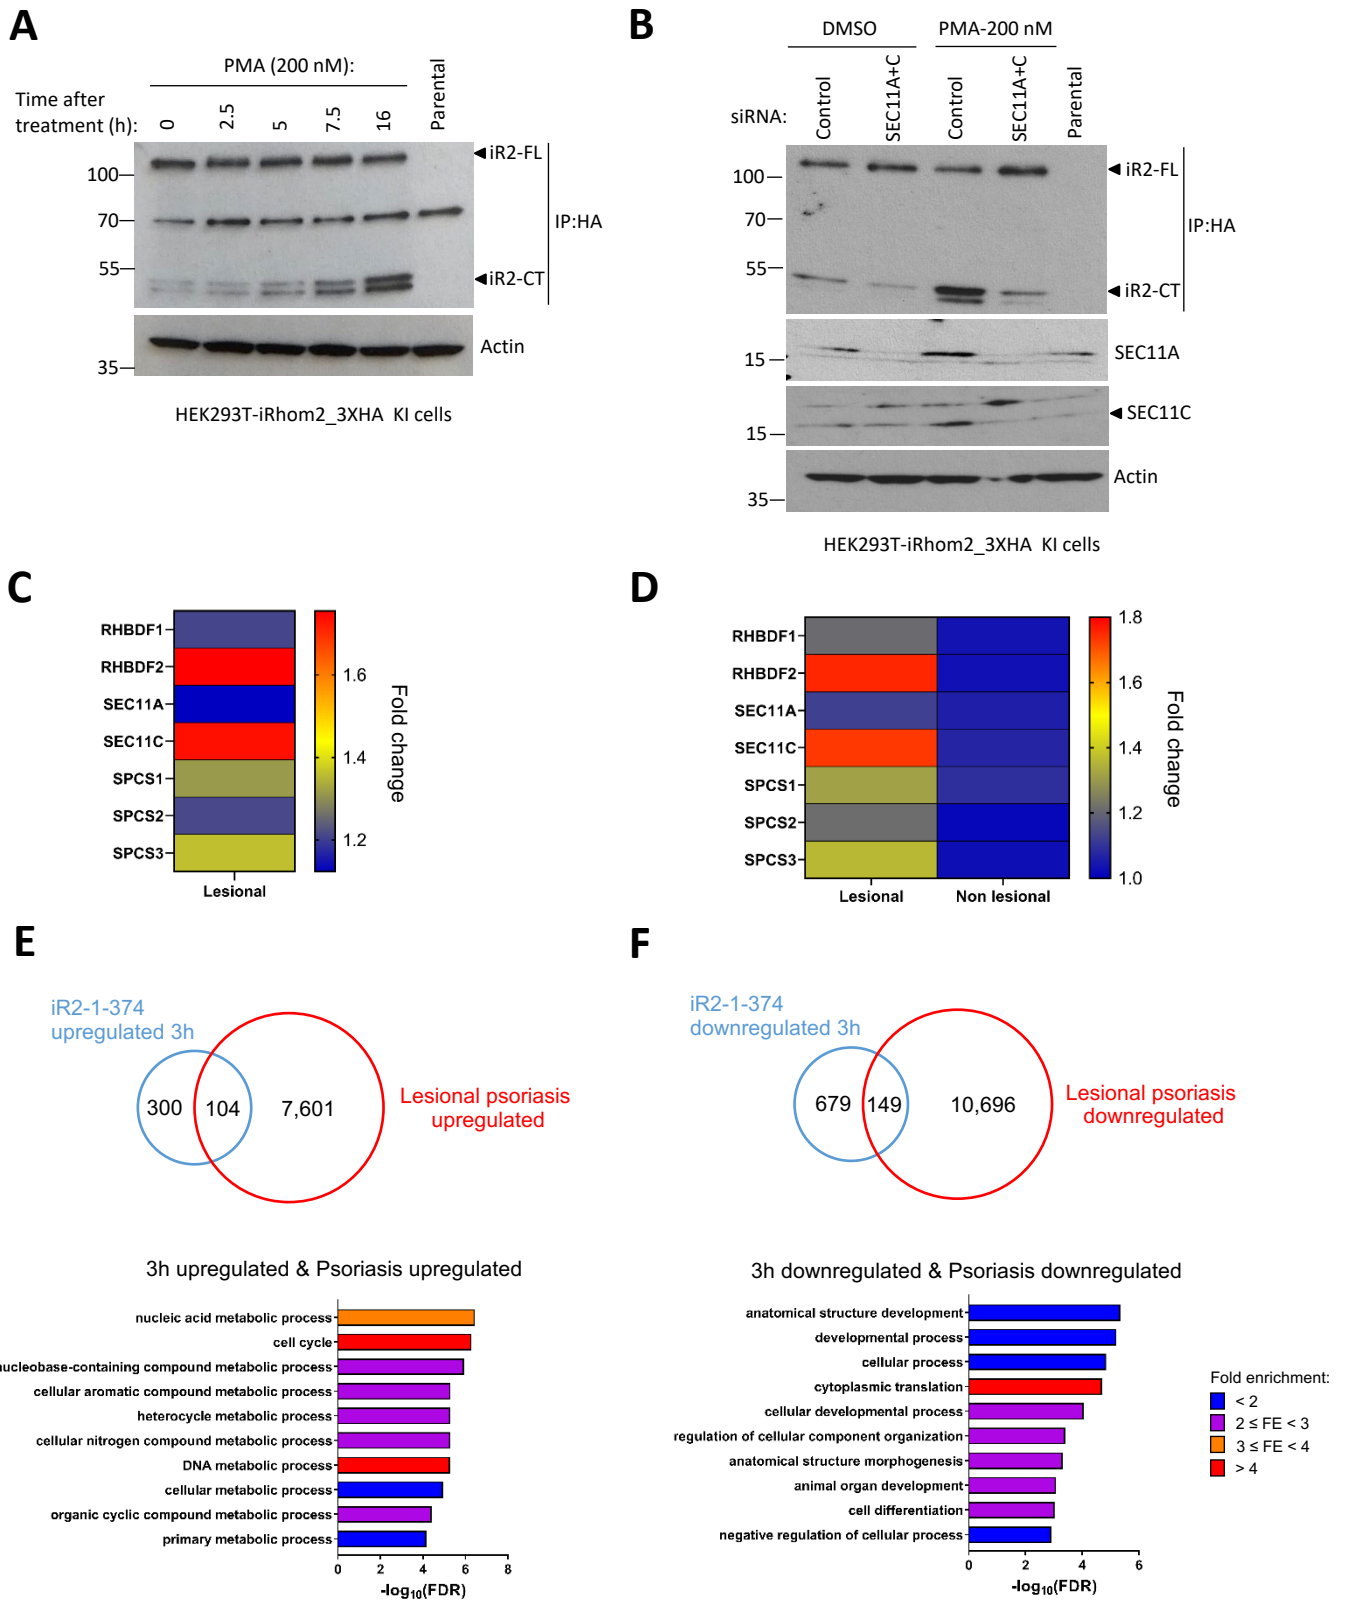 A
PMA (200 nM):
Parental
Time after
treatment (h):
0
2.5
5
7.5
16
100
70
55
35
iR2-FL
IP:HA
iR2-CT
Actin
HEK293T-iRhom2_3XHA KI cells
B
DMSO
PMA-200 nM
siRNA:
Control
SEC11A+C
Control
SEC11A+C
Parental
100
70
55
15
15
35
iR2-FL
IP:HA
iR2-CT
SEC11A
SEC11C
Actin
HEK293T-iRhom2_3XHA KI cells
C
RHBDF1
RHBDF2
SEC11A
SEC11C
SPCS1
SPCS2
SPCS3
Lesional
1.6
1.4
1.2
Fold change
D
RHBDF1
RHBDF2
SEC11A
SEC11C
SPCS1
SPCS2
SPCS3
Lesional
Non lesional
1.8
1.6
1.4
1.2
1.0
Fold change
E
iR2-1-374
upregulated 3h
300
104
7,601
Lesional psoriasis
upregulated
3h upregulated & Psoriasis upregulated
nucleic acid metabolic process
cell cycle
nucleobase-containing compound metabolic process
cellular aromatic compound metabolic process
heterocycle metabolic process
cellular nitrogen compound metabolic process
DNA metabolic process
cellular metabolic process
organic cyclic compound metabolic process
primary metabolic process
0 2 4 6 8
-log10(FDR)
F
iR2-1-374
downregulated 3h
679
149
10,696
Lesional psoriasis
downregulated
3h downregulated & Psoriasis downregulated
anatomical structure development
developmental process
cellular process
cytoplasmic translation
cellular developmental process
regulation of cellular component organization
anatomical structure morphogenesis
animal organ development
cell differentiation
negative regulation of cellular process
0 2 4 6
-log10(FDR)
Fold enrichment:
< 2
2 ≤ FE < 3
3 ≤ FE < 4
> 4